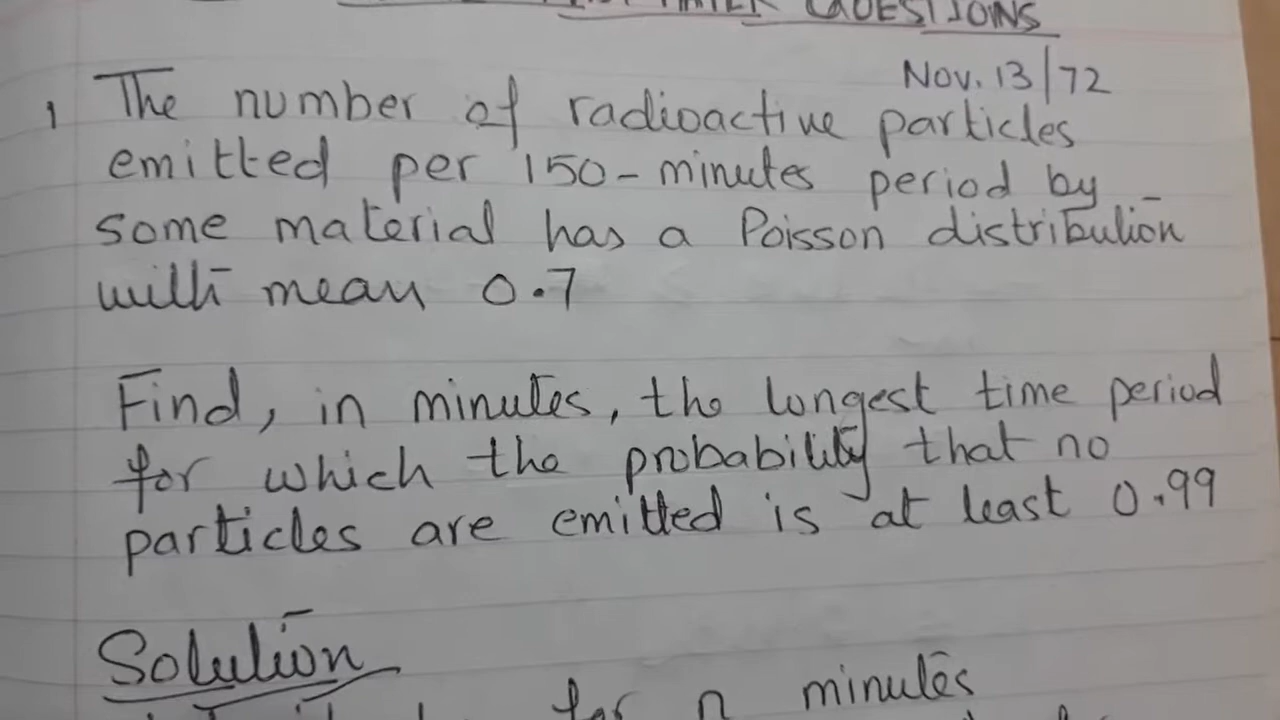 QUESTIONS
Nov. 13/72
1 The number of radioactive particles
emitted per 150-minutes period by
some material has a Poisson distribution
with mean 0.7
Find, in minutes, the longest time period
for which the probability that no
particles are emitted is at least 0.99
Solution
for n minutes